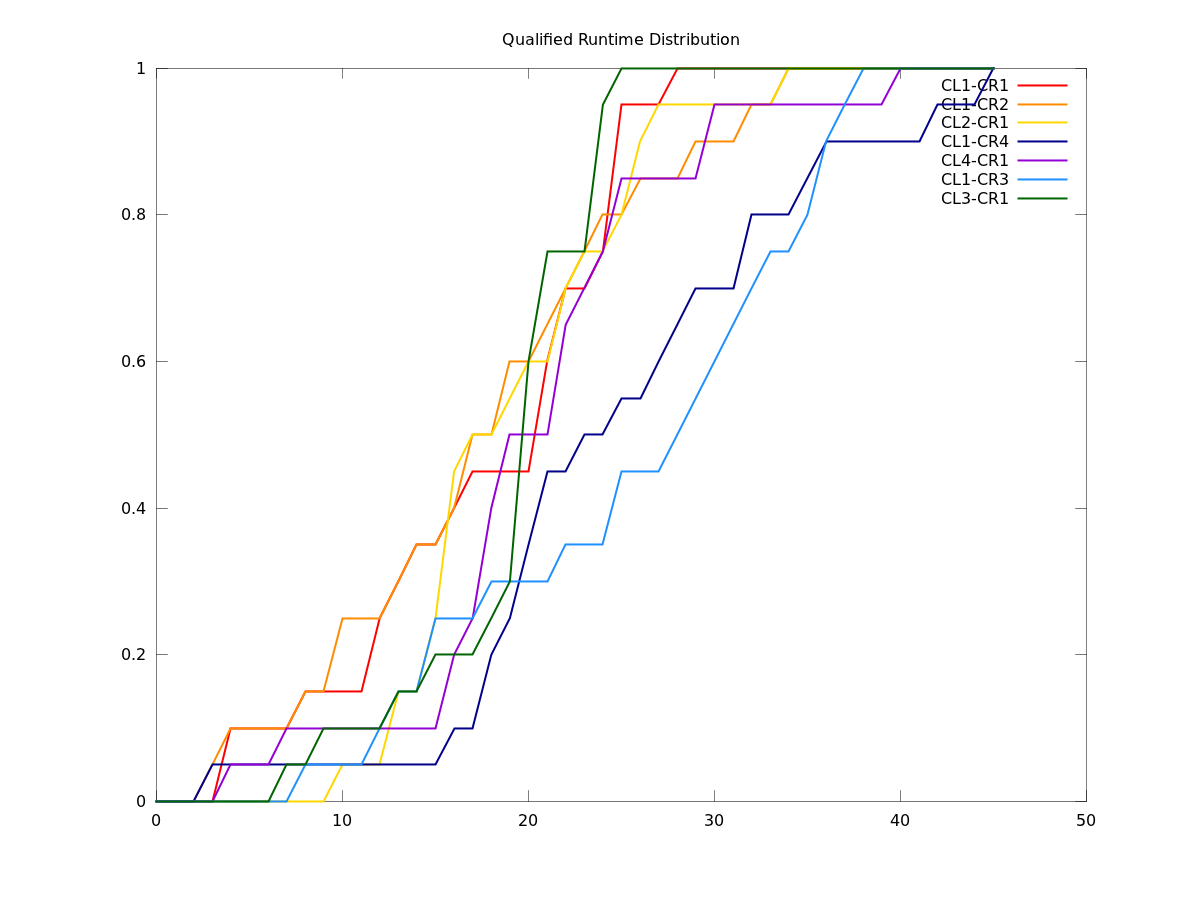 Qualified Runtime Distribution
1
0.8
0.6
0.4
0.2
0
0 10 20 30 40 50
CL1-CR1
CL1-CR2
CL2-CR1
CL1-CR4
CL4-CR1
CL1-CR3
CL3-CR1